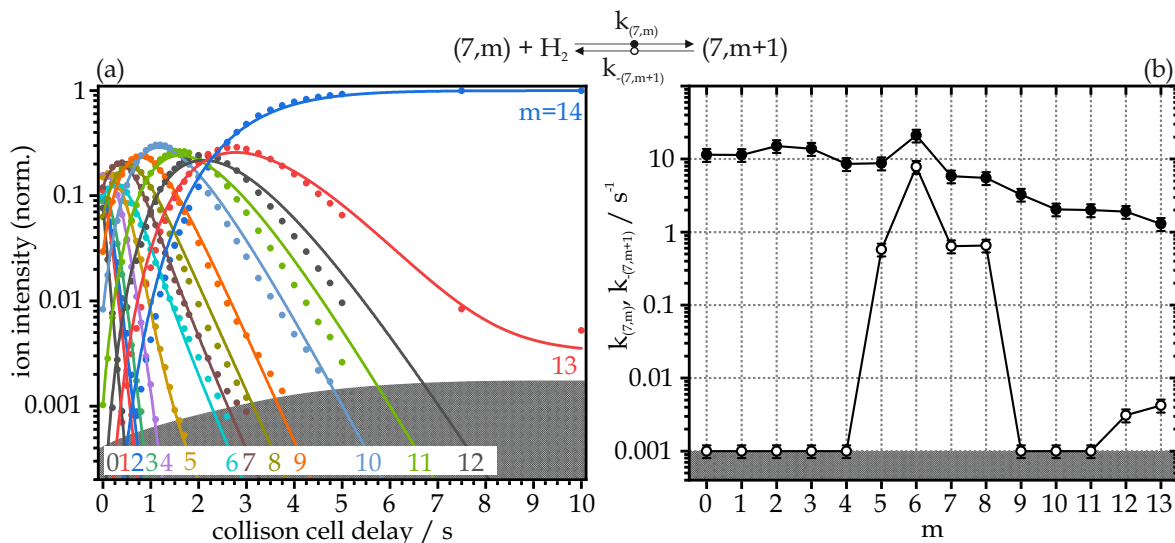 k(7,m)
(7,m) + H2 (7,m+1)
k-(7,m+1)
(a)
(b)
ion intensity (norm.)
1
0.1
0.01
0.001
m=14
13
0 1 2 3 4 5 6 7 8 9 10 11 12
0 1 2 3 4 5 6 7 8 9 10
collison cell delay / s
k(7,m), k-(7,m+1) / s-1
10
1
0.1
0.01
0.001
0 1 2 3 4 5 6 7 8 9 10 11 12 13
m